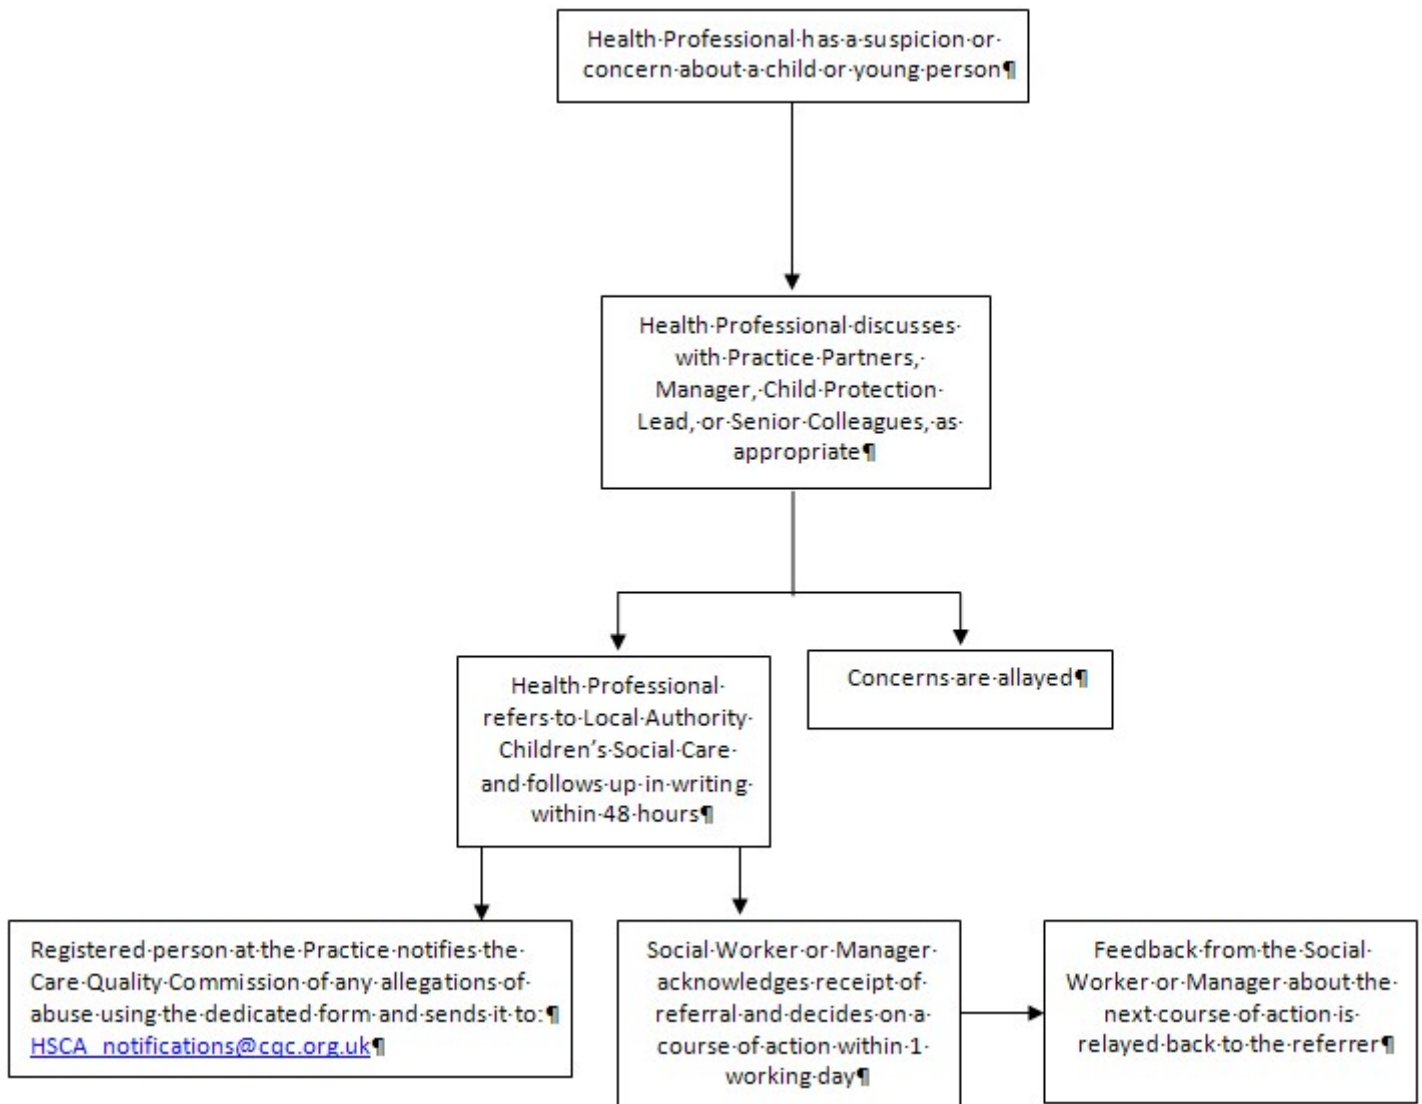 Health·Professional·has·a·suspicion·or·
concern·about·a·child·or·young·person¶
Health·Professional·discusses·
with·Practice·Partners,·
Manager,·Child·Protection·
Lead,·or·Senior·Colleagues,·as·
appropriate¶
Health·Professional·
refers·to·Local·Authority·
Children’s·Social·Care·
and·follows·up·in·writing·
within·48·hours¶
Concerns·are·allayed¶
Registered·person·at·the·Practice·notifies·the·
Care·Quality·Commission·of·any·allegations·of·
abuse·using·the·dedicated·form·and·sends·it·to:¶
HSCA_notifications@cqc.org.uk¶
Social·Worker·or·Manager·
acknowledges·receipt·of·
referral·and·decides·on·a·
course·of·action·within·1·
working·day¶
Feedback·from·the·Social·
Worker·or·Manager·about·the·
next·course·of·action·is·
relayed·back·to·the·referrer¶